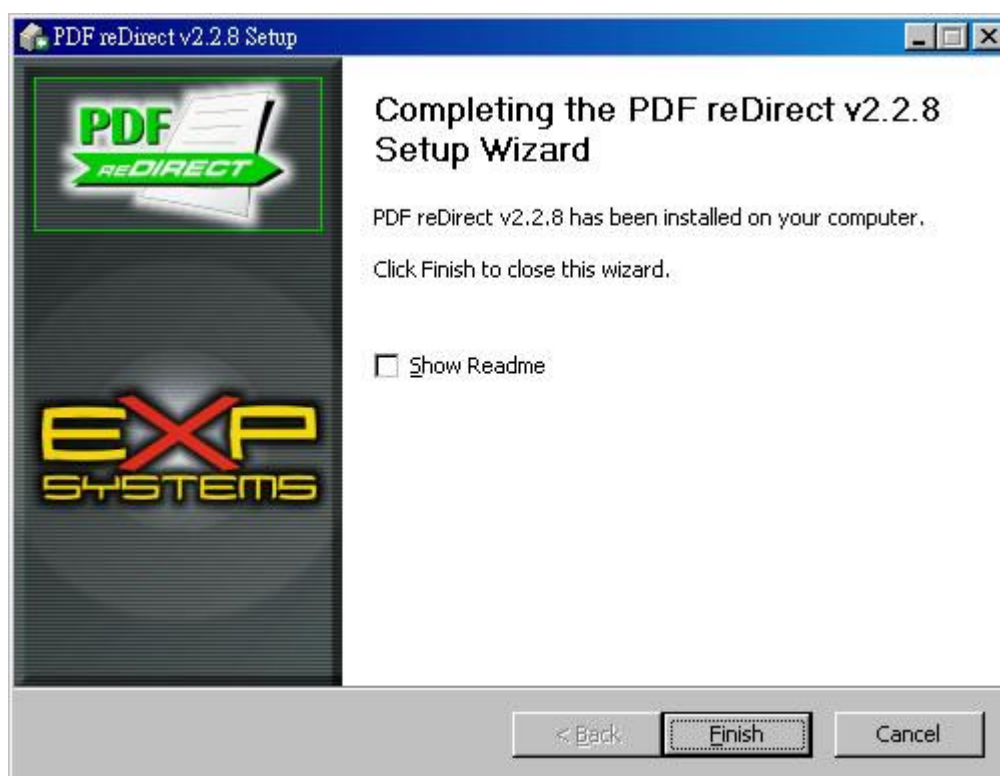 PDF reDirect v2.2.8 Setup
PDF
REDIRECT
EXP
SYSTEMS
Completing the PDF reDirect v2.2.8
Setup Wizard
PDF reDirect v2.2.8 has been installed on your computer.
Click Finish to close this wizard.
Show Readme
< Back
Finish
Cancel